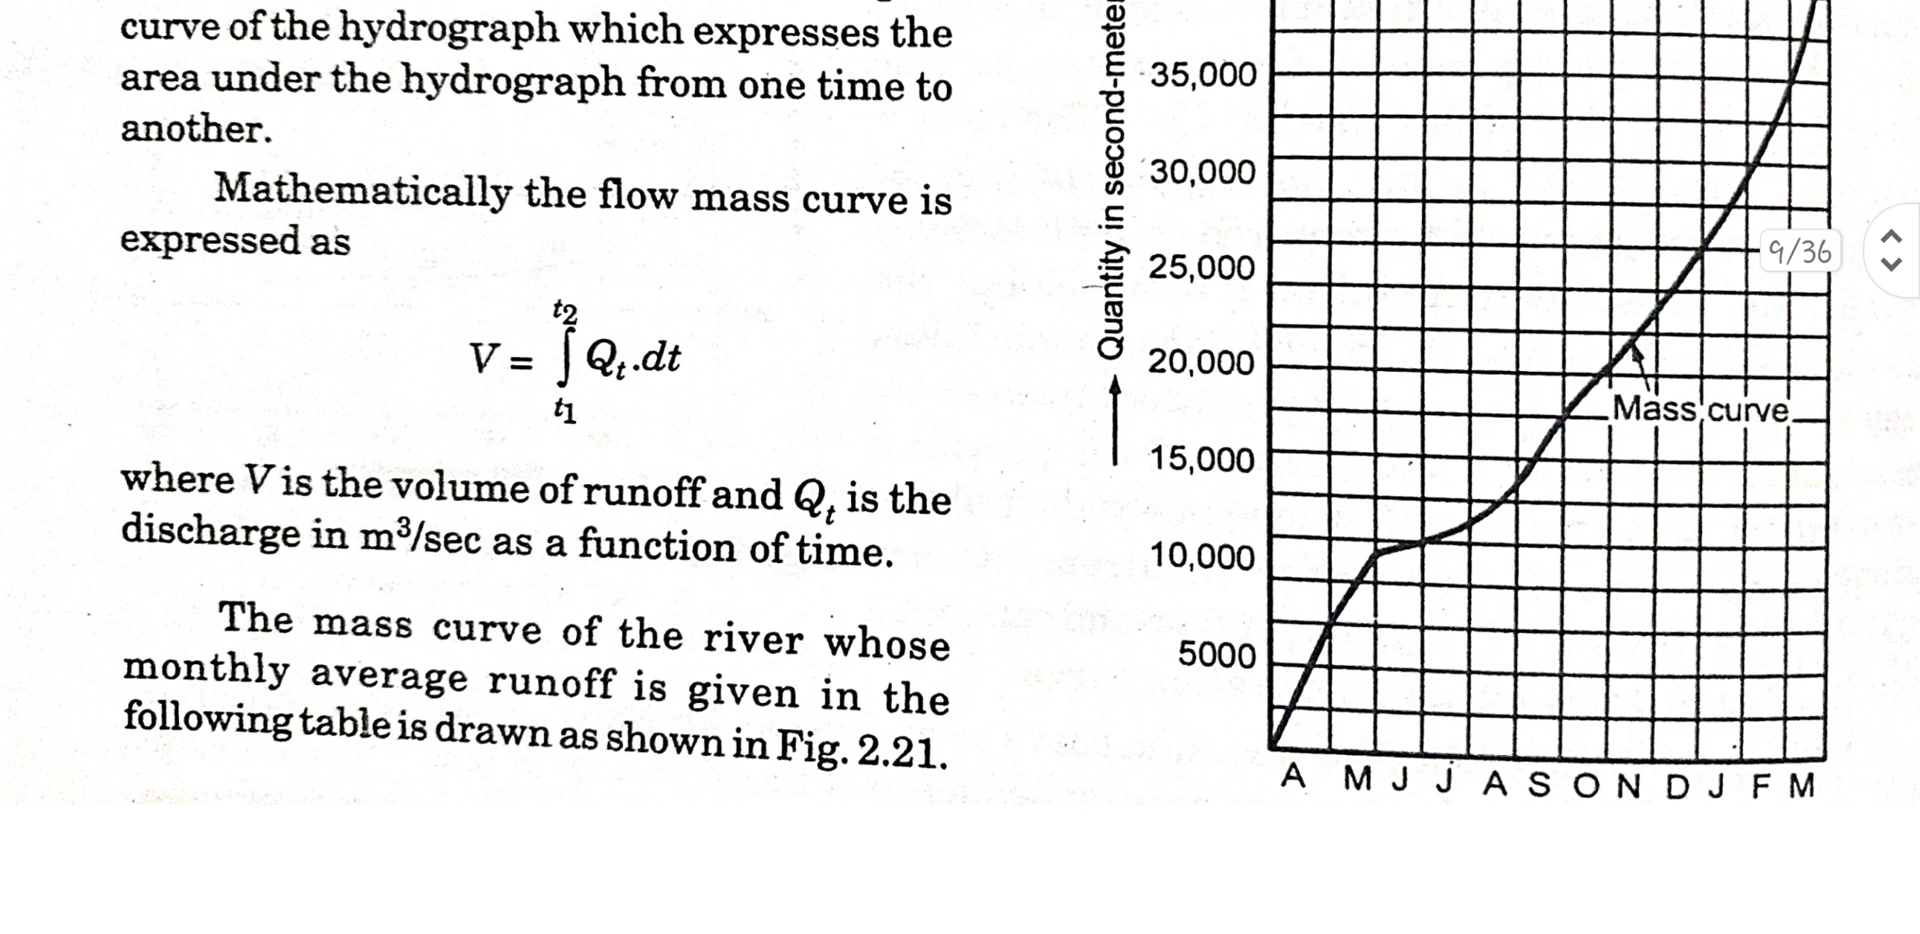 curve of the hydrograph which expresses the
area under the hydrograph from one time to
another.
Mathematically the flow mass curve is
expressed as
t2
V = ∫ Qt.dt
t1
where V is the volume of runoff and Qt is the
discharge in m³/sec as a function of time.
The mass curve of the river whose
monthly average runoff is given in the
following table is drawn as shown in Fig. 2.21.
Quantity in second-meter
35,000
30,000
25,000
20,000
15,000
10,000
5000
Mass curve
A M J J A S O N D J F M
9/36